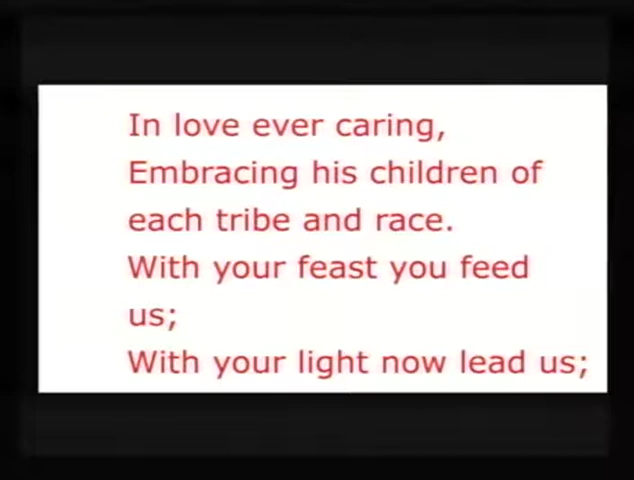 In love ever caring,
Embracing his children of
each tribe and race.
With your feast you feed
us;
With your light now lead us;